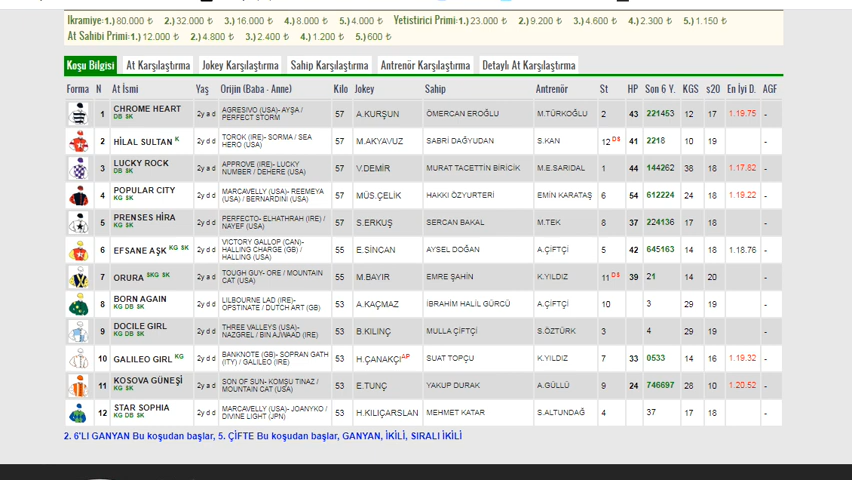 İkramiye: 1.) 80.000 ₺ 2.) 32.000 ₺ 3.) 16.000 ₺ 4.) 8.000 ₺ 5.) 4.000 ₺ Yetistirici Primi: 1.) 23.000 ₺ 2.) 9.200 ₺ 3.) 4.600 ₺ 4.) 2.300 ₺ 5.) 1.150 ₺
At Sahibi Primi: 1.) 12.000 ₺ 2.) 4.800 ₺ 3.) 2.400 ₺ 4.) 1.200 ₺ 5.) 600 ₺
Koşu Bilgisi At Karşılaştırma Jokey Karşılaştırma Sahip Karşılaştırma Antrenör Karşılaştırma Detaylı At Karşılaştırma
Forma N At İsmi Yaş Orijin (Baba - Anne) Kilo Jokey Sahip Antrenör St HP Son 6 Y. KGS s20 En İyi D. AGF
1 CHROME HEART DB SK 2y a d AGRESIVO (USA)- AYŞA / PERFECT STORM 57 A.KURŞUN ÖMERCAN EROĞLU M.TÜRKOĞLU 2 43 221453 12 17 1.19.75 -
2 HİLAL SULTAN K 2y d d TOROK (IRE)- SORMA / SEA HERO (USA) 57 M.AKYAVUZ SABRİ DAĞYUDAN S.KAN 12 DS 41 2218 10 19 -
3 LUCKY ROCK DB SK 2y a d APPROVE (IRE)- LUCKY NUMBER / DEHERE (USA) 57 V.DEMİR MURAT TACETTİN BİRİCİK M.E.SARIDAL 1 44 144262 38 18 1.17.82 -
4 POPULAR CITY KG SK 2y d d MARCAVELLY (USA)- REEMEYA (USA) / BERNARDINI (USA) 57 MÜS.ÇELİK HAKKI ÖZYURTERİ EMİN KARATAŞ 6 54 612224 24 18 1.19.22 -
5 PRENSES HİRA KG SK 2y d d PERFECTO- ELHATHRAH (IRE) / NAYEF (USA) 57 S.ERKUŞ SERCAN BAKAL M.TEK 8 37 224136 17 18 -
6 EFSANE AŞK KG SK 2y d d VICTORY GALLOP (CAN)- HALLING CHARGE (GB) / HALLING (USA) 55 E.SİNCAN AYSEL DOĞAN A.ÇİFTÇİ 5 42 645163 14 18 1.18.76 -
7 ORURA SKG SK 2y a d TOUGH GUY- ORE / MOUNTAIN CAT (USA) 55 M.BAYIR EMRE ŞAHİN K.YILDIZ 11 DS 39 21 14 20 -
8 BORN AGAIN KG DB SK 2y d d LILBOURNE LAD (IRE)- OPSTINATE / DUTCH ART (GB) 53 A.KAÇMAZ İBRAHİM HALİL GÜRCÜ A.ÇİFTÇİ 10 3 29 19 -
9 DOCILE GIRL KG DB SK 2y d d THREE VALLEYS (USA)- NAZGREL / BIN AJWAAD (IRE) 53 B.KILINÇ MULLA ÇİFTÇİ S.ÖZTÜRK 3 4 29 19 -
10 GALILEO GIRL KG 2y d d BANKNOTE (GB)- SOPRAN GATH (ITY) / GALILEO (IRE) 53 H.ÇANAKÇI AP SUAT TOPÇU K.YILDIZ 7 33 0533 14 16 1.19.32 -
11 KOSOVA GÜNEŞİ KG SK 2y a d SON OF SUN- KOMŞU TINAZ / MOUNTAIN CAT (USA) 53 E.TUNÇ YAKUP DURAK A.GÜLLÜ 9 24 746697 28 10 1.20.52 -
12 STAR SOPHIA KG DB SK 2y d d MARCAVELLY (USA)- JOANYKO / DIVINE LIGHT (JPN) 53 H.KILIÇARSLAN MEHMET KATAR S.ALTUNDAĞ 4 37 17 18 -
2. 6'LI GANYAN Bu koşudan başlar, 5. ÇİFTE Bu koşudan başlar, GANYAN, İKİLİ, SIRALI İKİLİ